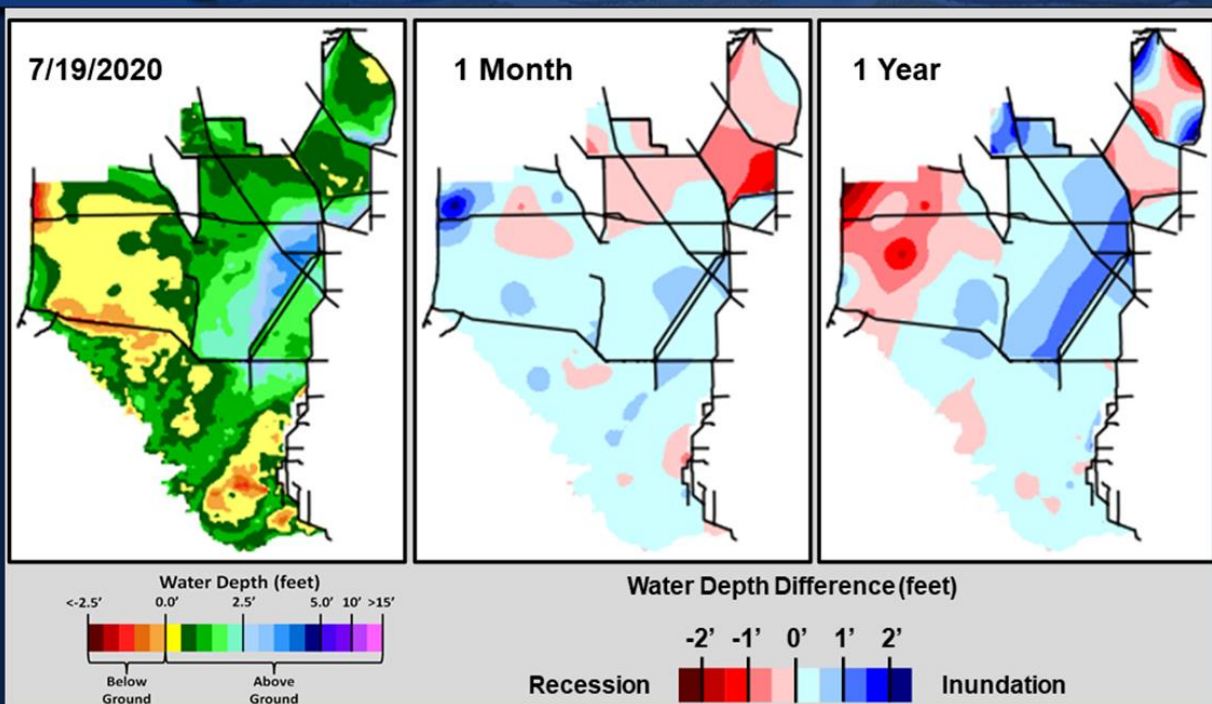 7/19/2020
1 Month
1 Year
Water Depth (feet)
<-2.5' 0.0' 2.5' 5.0' 10' >15'
Below
Ground
Above
Ground
Water Depth Difference (feet)
-2' -1' 0' 1' 2'
Recession
Inundation